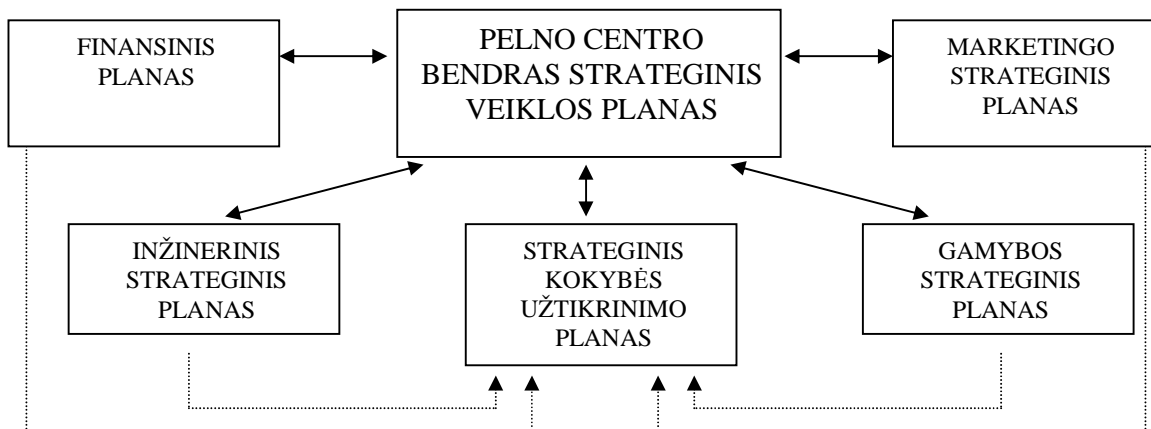 FINANSINIS
PLANAS
PELNO CENTRO
BENDRAS STRATEGINIS
VEIKLOS PLANAS
MARKETINGO
STRATEGINIS
PLANAS
INŽINERINIS
STRATEGINIS
PLANAS
STRATEGINIS
KOKYBĖS
UŽTIKRINIMO
PLANAS
GAMYBOS
STRATEGINIS
PLANAS